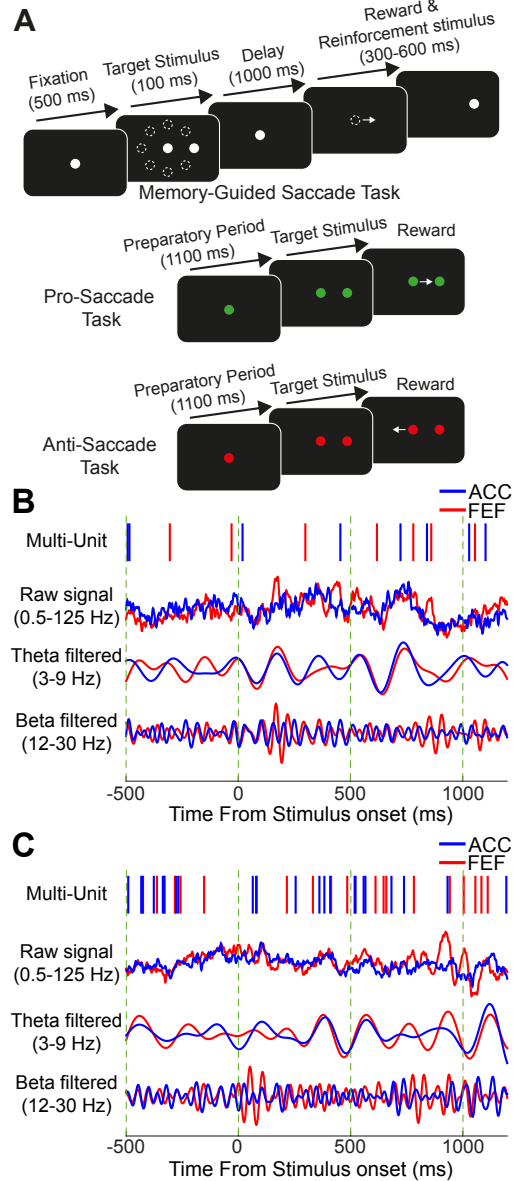 A
Fixation
(500 ms)
Target Stimulus
(100 ms)
Delay
(1000 ms)
Reward &
Reinforcement stimulus
(300-600 ms)
Memory-Guided Saccade Task
Preparatory Period
(1100 ms)
Target Stimulus
Reward
Pro-Saccade
Task
Preparatory Period
(1100 ms)
Target Stimulus
Reward
Anti-Saccade
Task
B
ACC
FEF
Multi-Unit
Raw signal
(0.5-125 Hz)
Theta filtered
(3-9 Hz)
Beta filtered
(12-30 Hz)
-500 0 500 1000
Time From Stimulus onset (ms)
C
ACC
FEF
Multi-Unit
Raw signal
(0.5-125 Hz)
Theta filtered
(3-9 Hz)
Beta filtered
(12-30 Hz)
-500 0 500 1000
Time From Stimulus onset (ms)